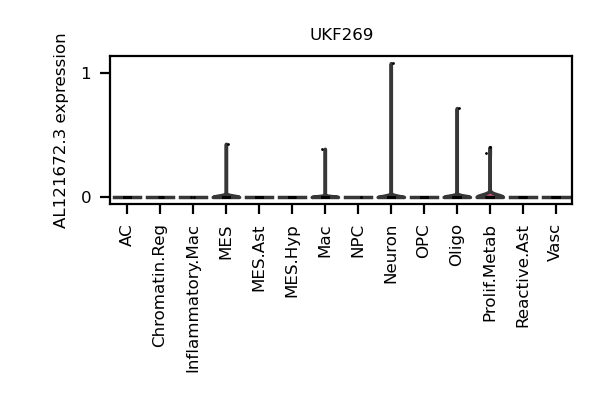 UKF269
AL121672.3 expression
1
0
AC
Chromatin.Reg
Inflammatory.Mac
MES
MES.Ast
MES.Hyp
Mac
NPC
Neuron
OPC
Oligo
Prolif.Metab
Reactive.Ast
Vasc